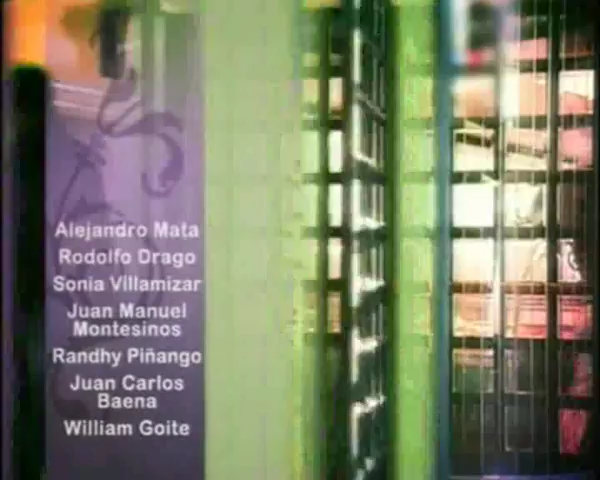 Alejandro Mata
Rodolfo Drago
Sonia VIllamizar
Juan Manuel
Montesinos
Randhy Piñango
Juan Carlos
Baena
William Goite